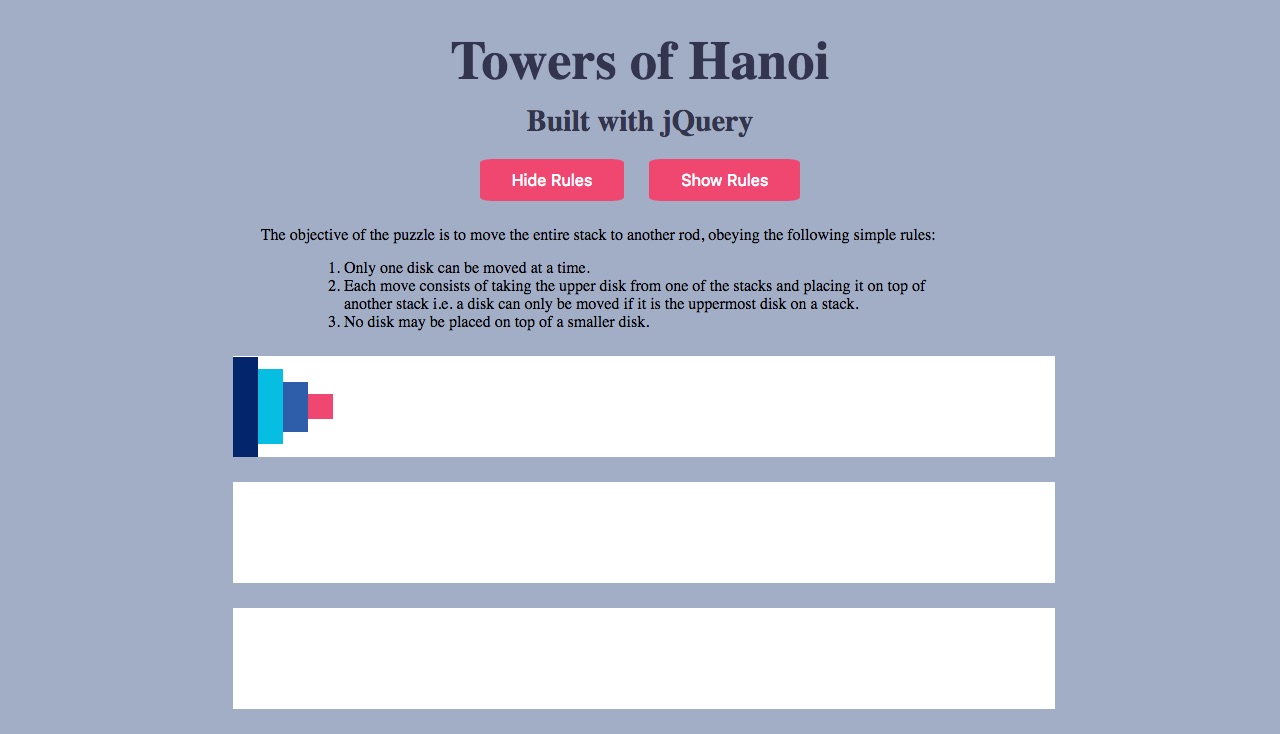 Towers of Hanoi
Built with jQuery
Hide Rules
Show Rules
The objective of the puzzle is to move the entire stack to another rod, obeying the following simple rules:
1. Only one disk can be moved at a time.
2. Each move consists of taking the upper disk from one of the stacks and placing it on top of
another stack i.e. a disk can only be moved if it is the uppermost disk on a stack.
3. No disk may be placed on top of a smaller disk.